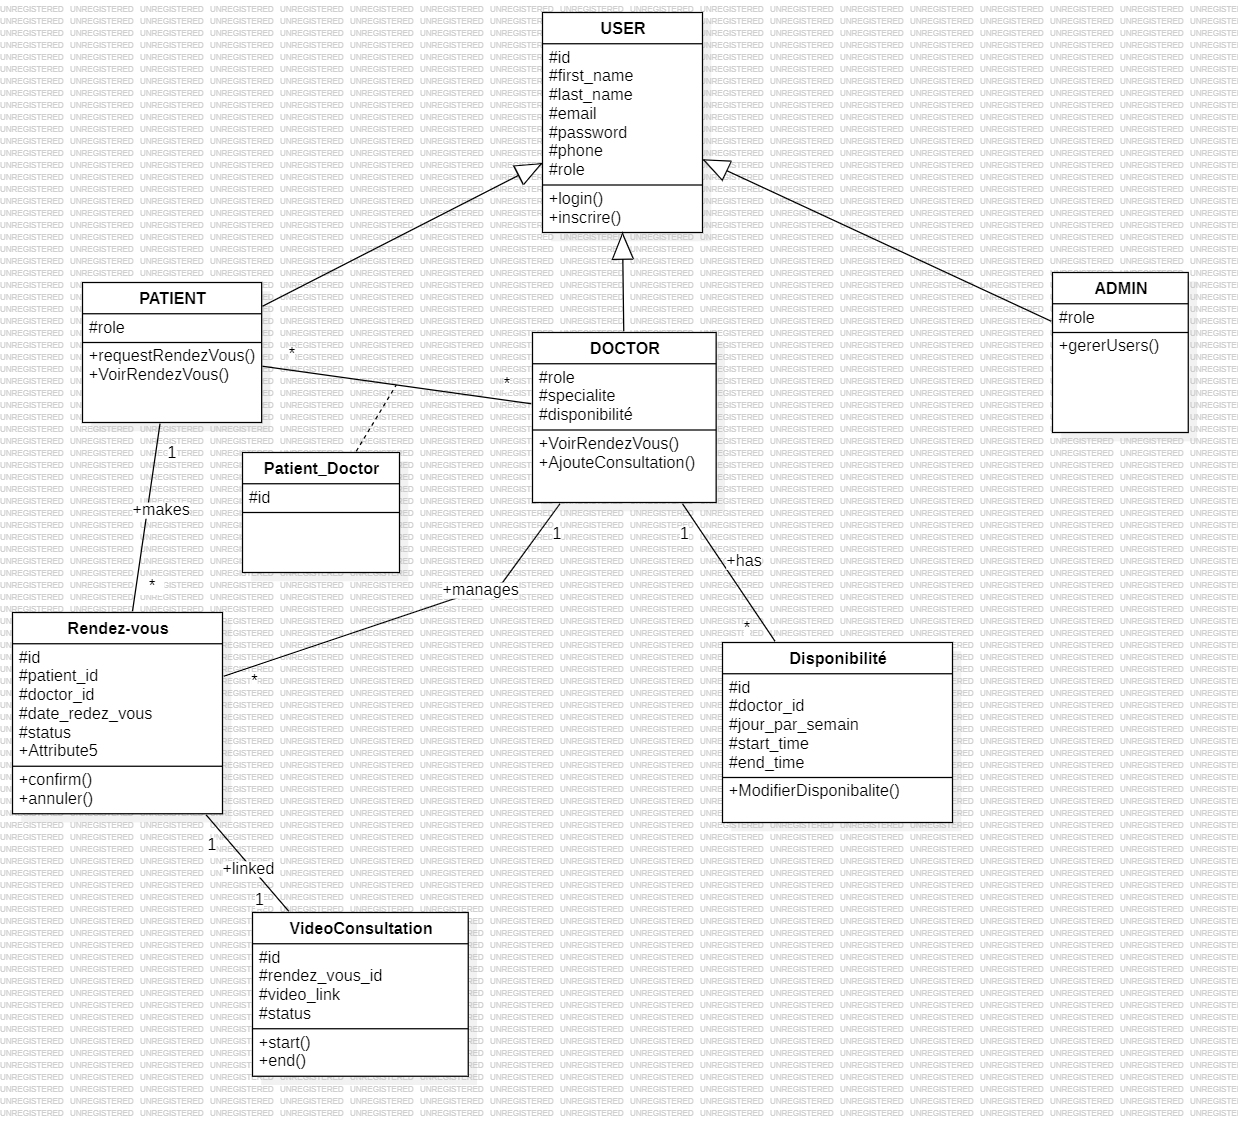 USER
#id
#first_name
#last_name
#email
#password
#phone
#role
+login()
+inscrire()
PATIENT
#role
+requestRendezVous()
+VoirRendezVous()
ADMIN
#role
+gererUsers()
DOCTOR
#role
#specialite
#disponibilité
+VoirRendezVous()
+AjouteConsultation()
*
*
Patient_Doctor
#id
1
+makes
*
1
+manages
*
1
+has
*
Rendez-vous
#id
#patient_id
#doctor_id
#date_redez_vous
#status
+Attribute5
+confirm()
+annuler()
Disponibilité
#id
#doctor_id
#jour_par_semain
#start_time
#end_time
+ModifierDisponibalite()
1
+linked
1
VideoConsultation
#id
#rendez_vous_id
#video_link
#status
+start()
+end()
UNREGISTERED